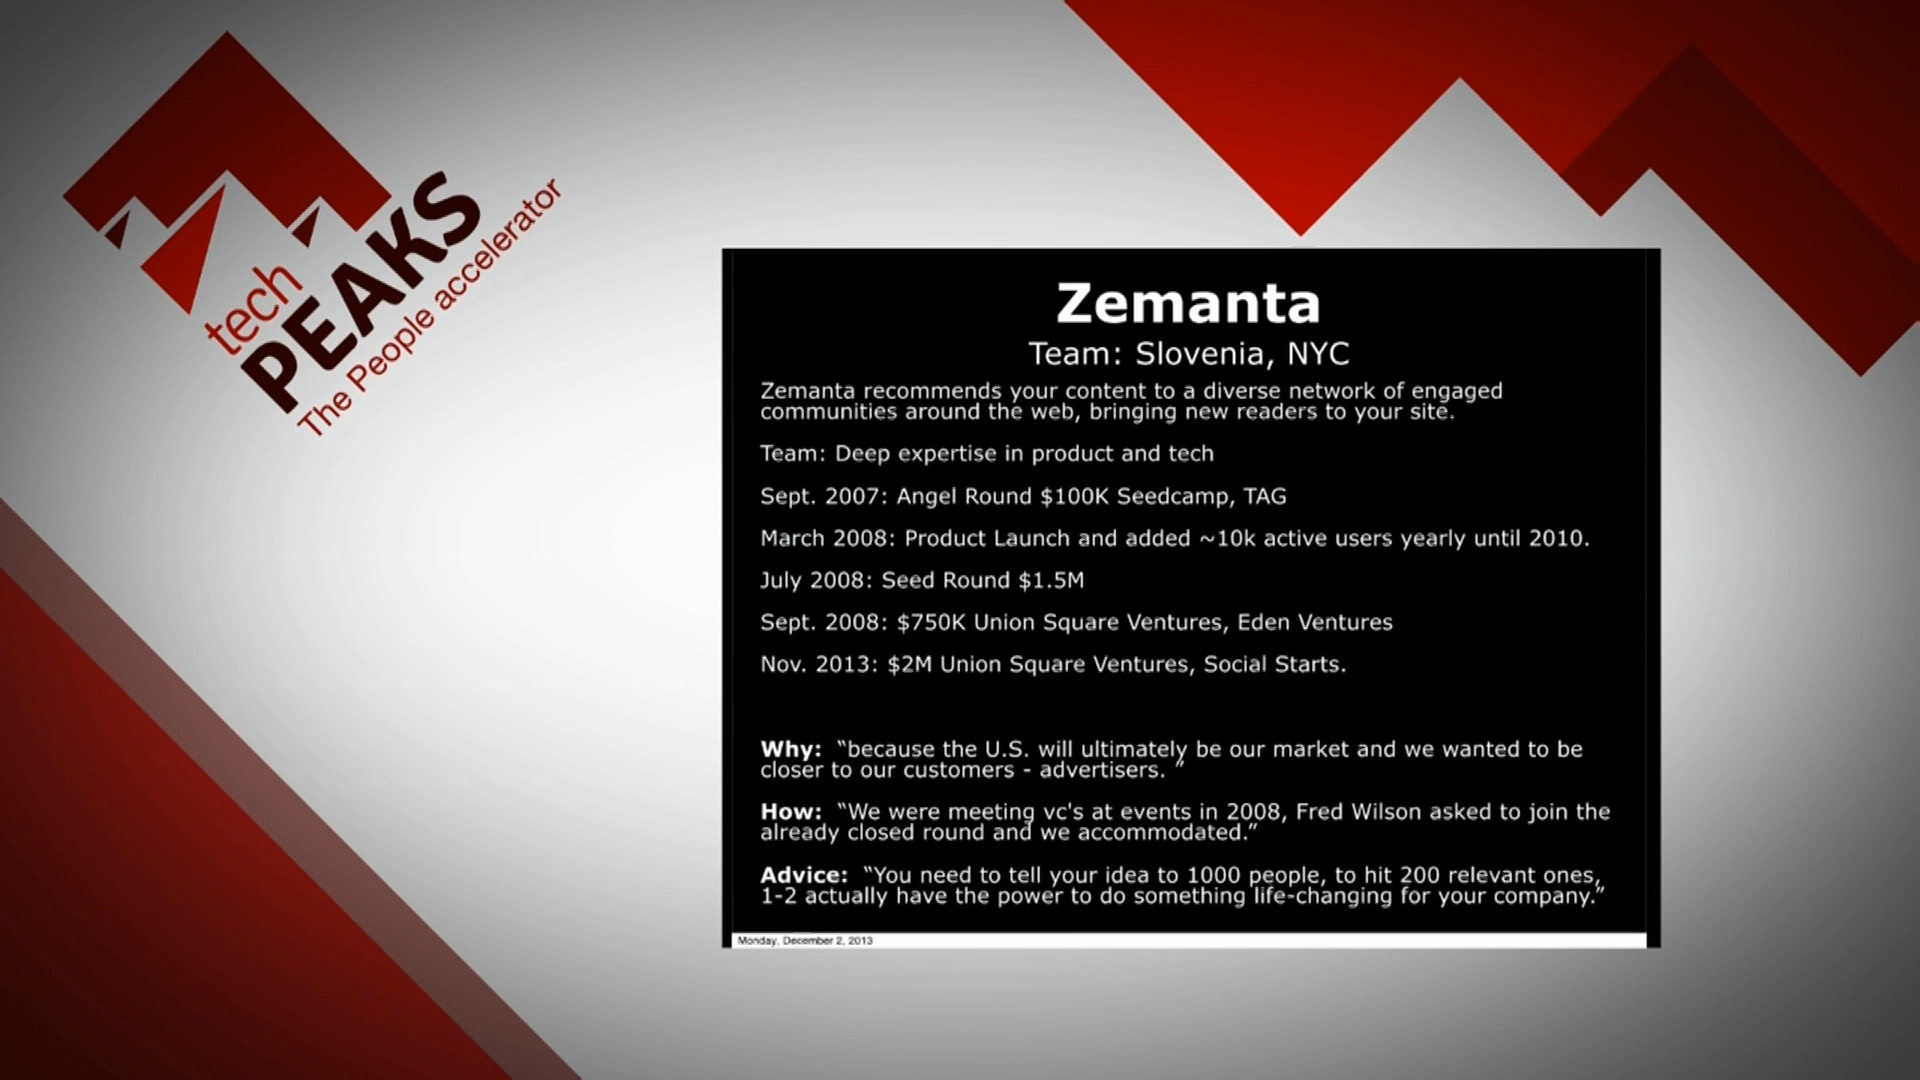 tech
PEAKS
The People accelerator
Zemanta
Team: Slovenia, NYC
Zemanta recommends your content to a diverse network of engaged
communities around the web, bringing new readers to your site.
Team: Deep expertise in product and tech
Sept. 2007: Angel Round $100K Seedcamp, TAG
March 2008: Product Launch and added ~10k active users yearly until 2010.
July 2008: Seed Round $1.5M
Sept. 2008: $750K Union Square Ventures, Eden Ventures
Nov. 2013: $2M Union Square Ventures, Social Starts.
Why: “because the U.S. will ultimately be our market and we wanted to be
closer to our customers - advertisers. ”
How: “We were meeting vc's at events in 2008, Fred Wilson asked to join the
already closed round and we accommodated.”
Advice: “You need to tell your idea to 1000 people, to hit 200 relevant ones,
1-2 actually have the power to do something life-changing for your company.”
Monday, December 2, 2013